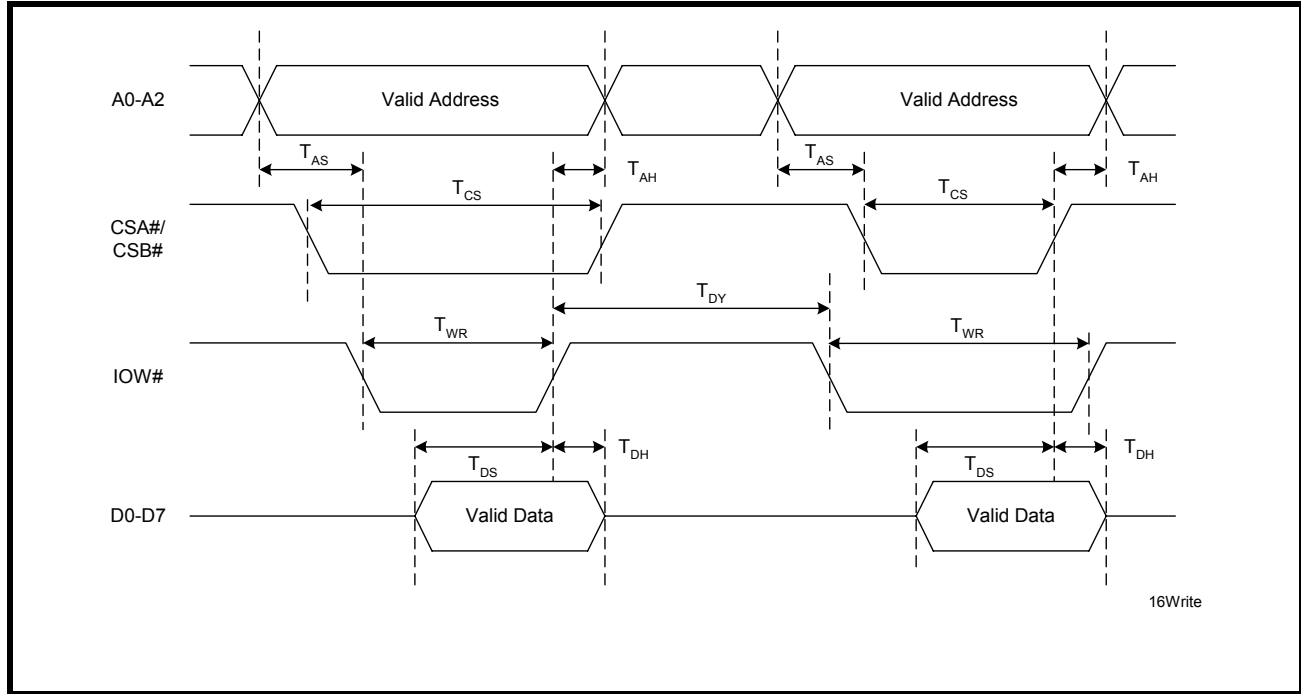 A0-A2
Valid Address
Valid Address
TAS
TAH
TAS
TAH
TCS
TCS
CSA#/
CSB#
TDY
TWR
TWR
IOW#
TDS
TDH
TDS
TDH
D0-D7
Valid Data
Valid Data
16Write